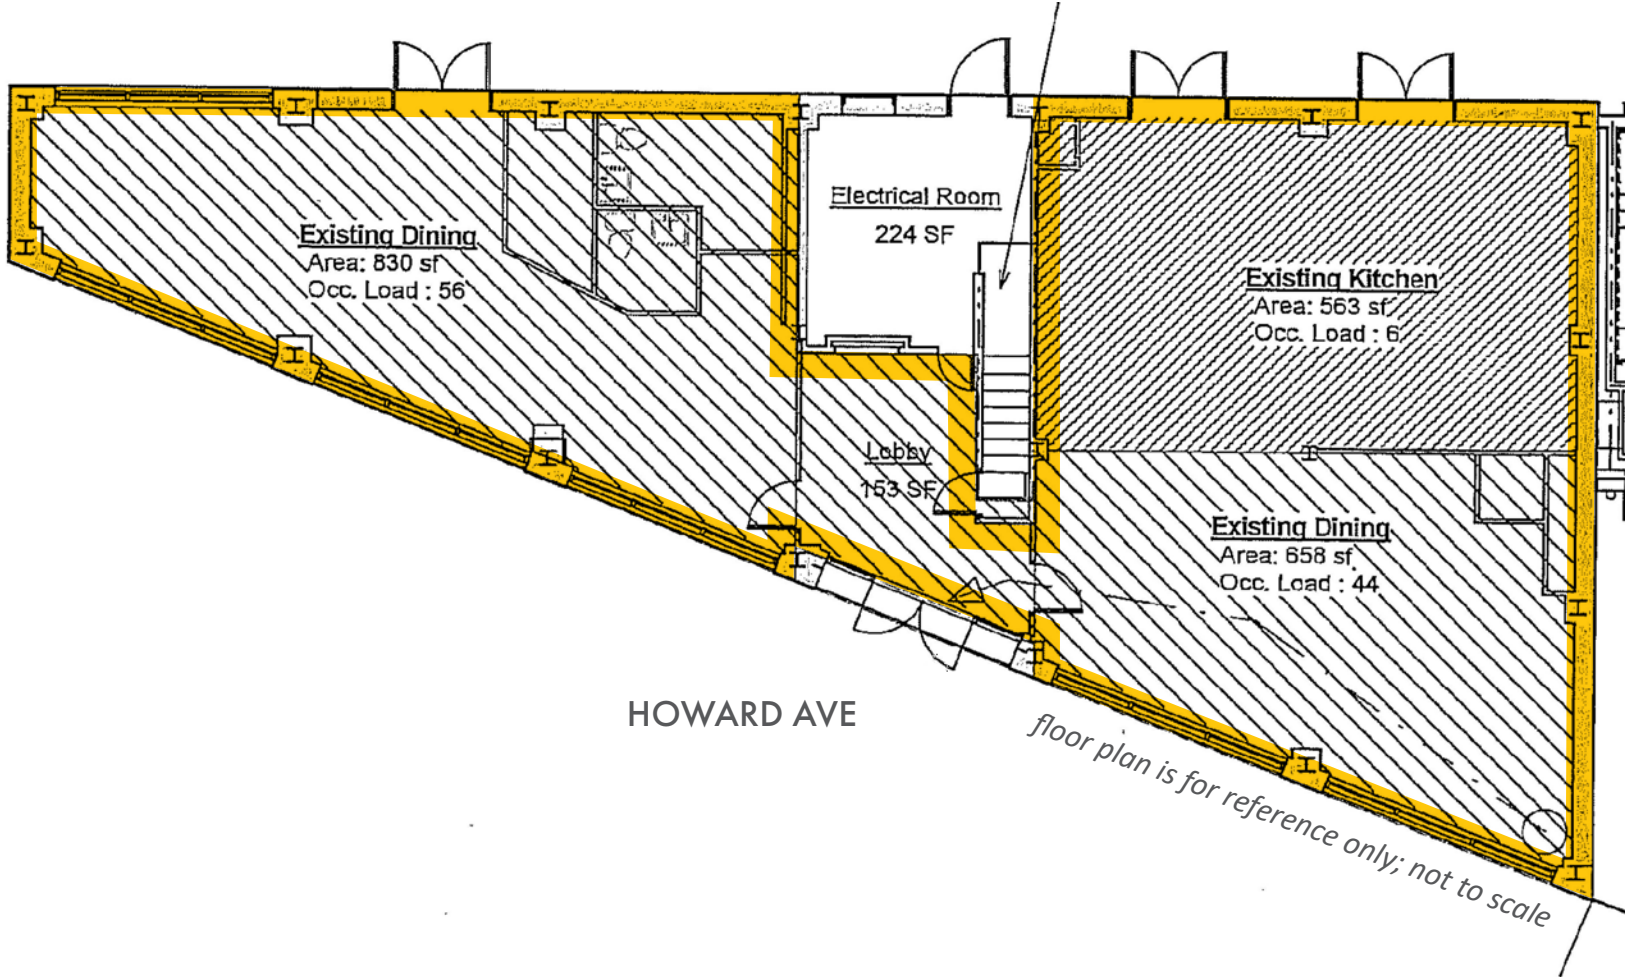 Electrical Room
224 SF
Existing Dining
Area: 830 sf
Occ. Load : 56
Existing Kitchen
Area: 563 sf
Occ. Load : 6
Lobby
153 SF
Existing Dining
Area: 658 sf
Occ. Load : 44
HOWARD AVE
floor plan is for reference only; not to scale